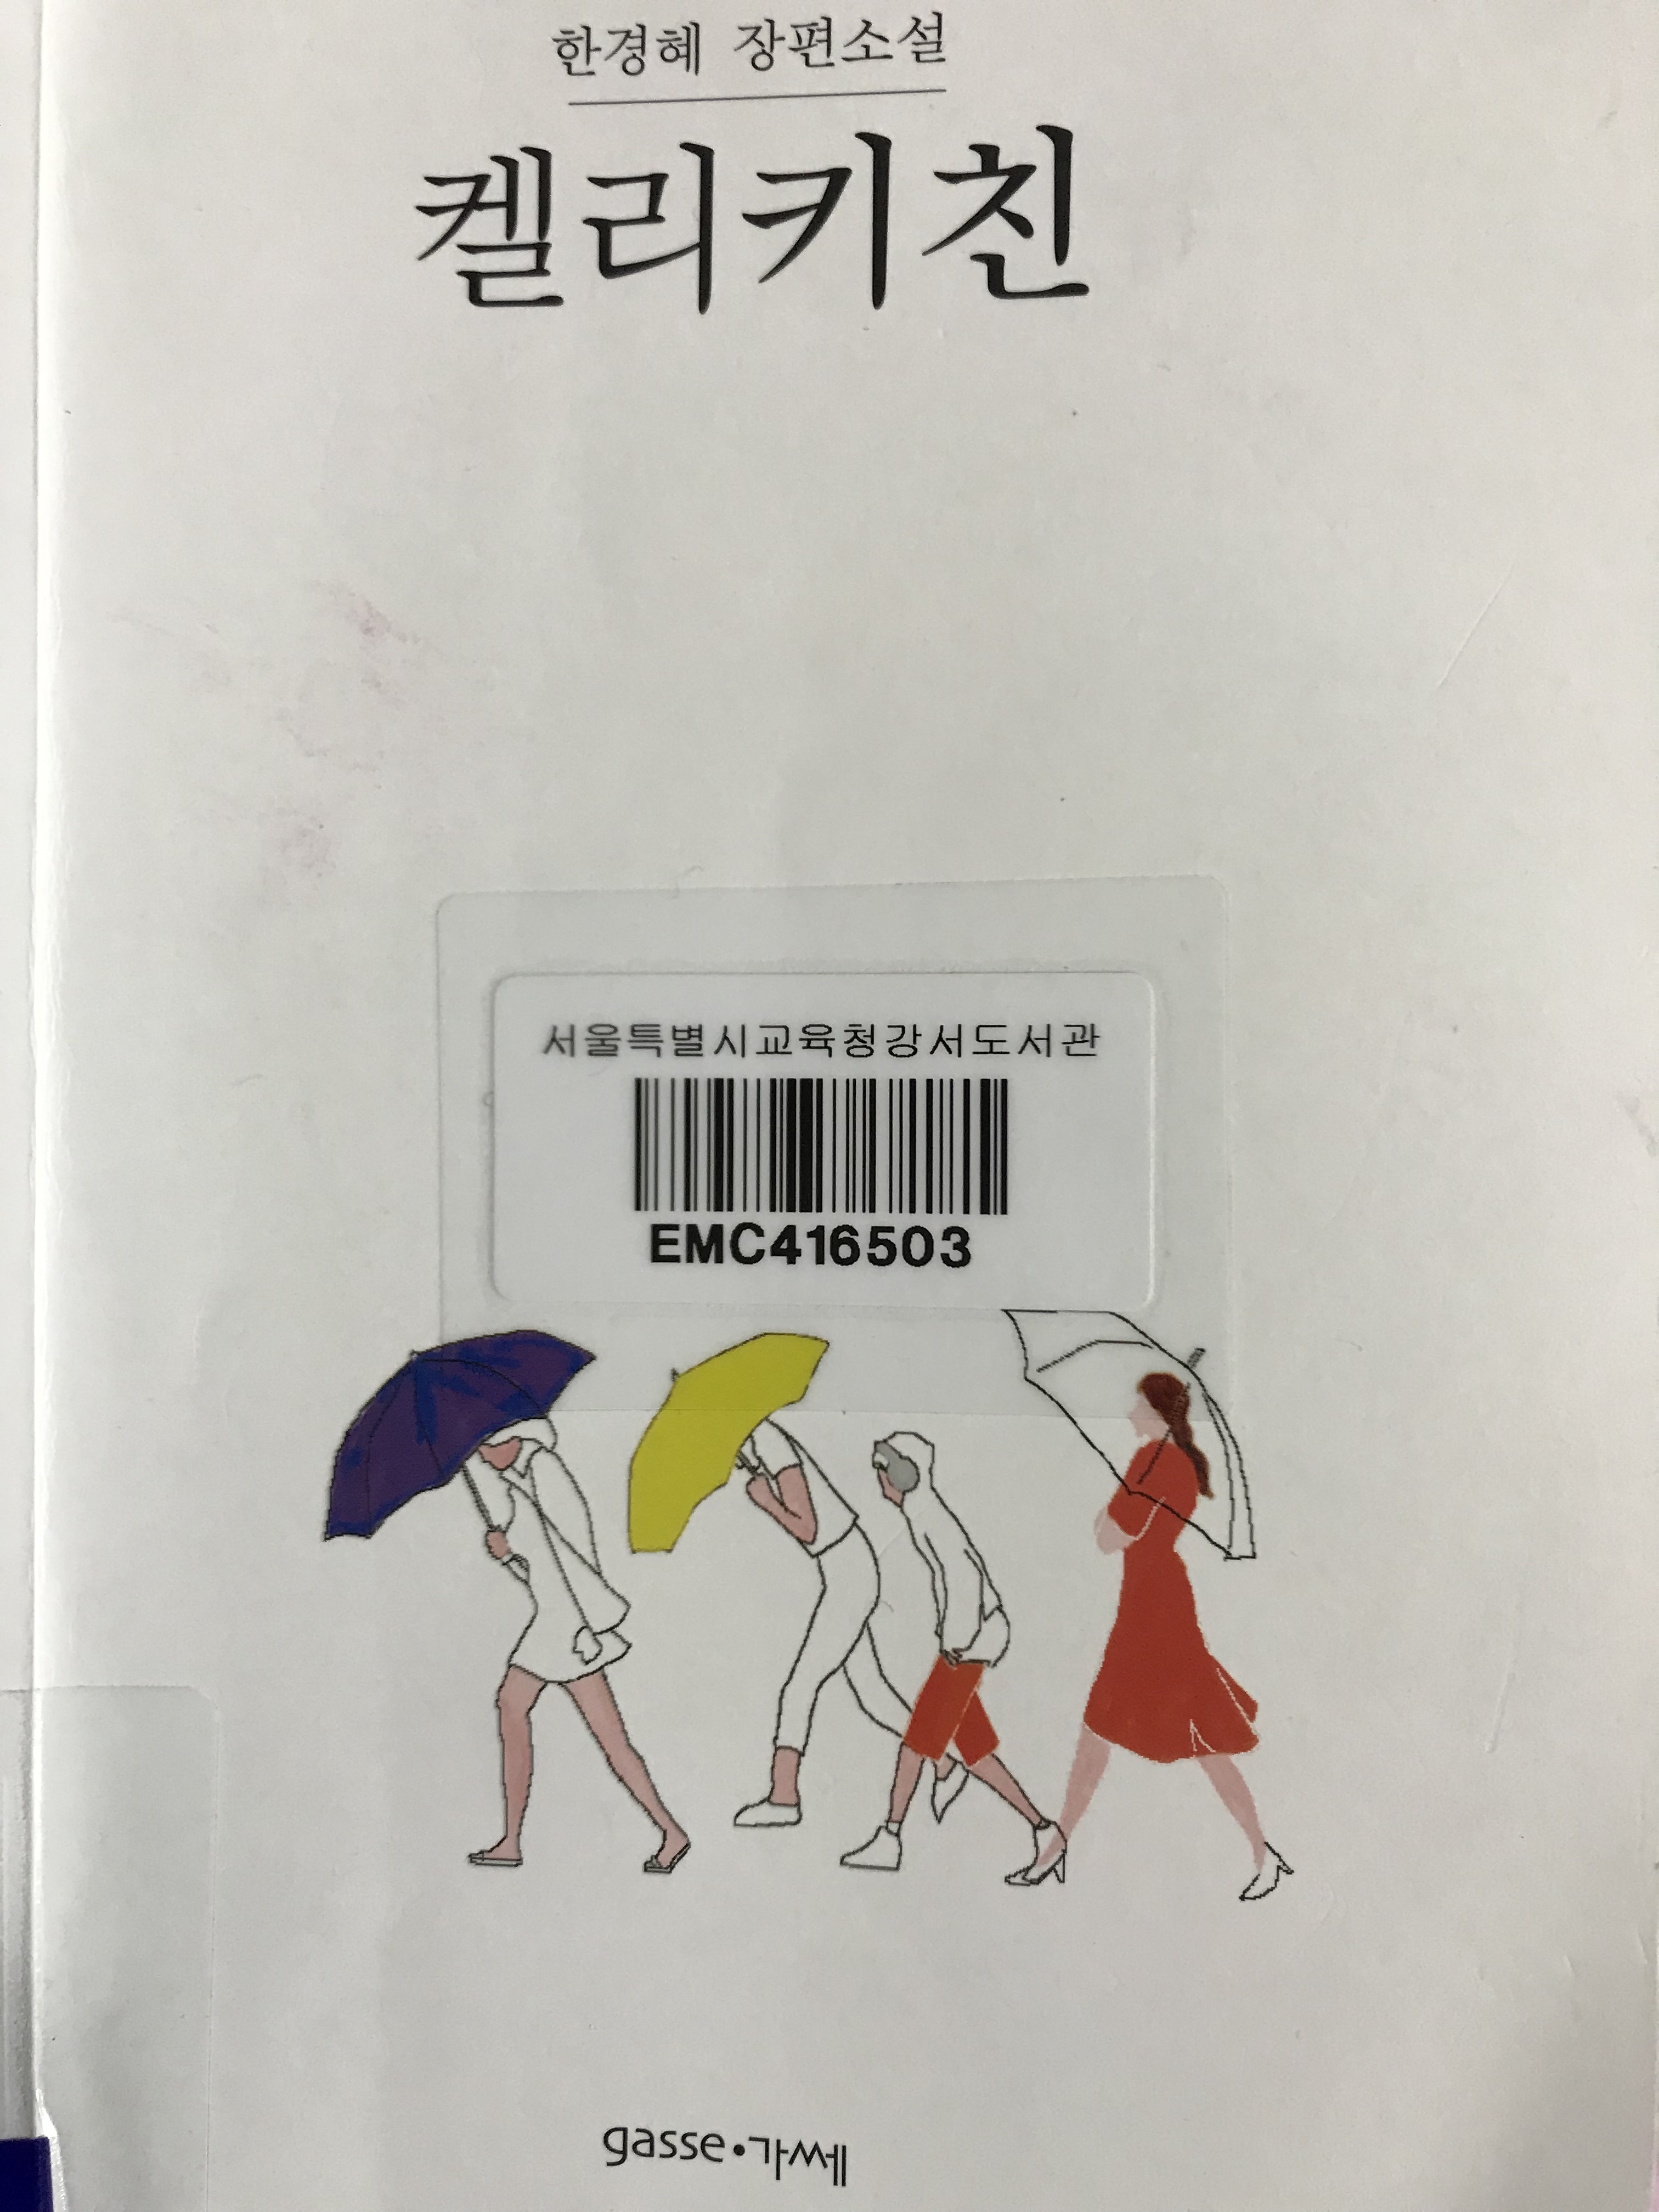 한경혜 장편소설
켈리키친
서울특별시교육청강서도서관
EMC416503
gasse•가쎄